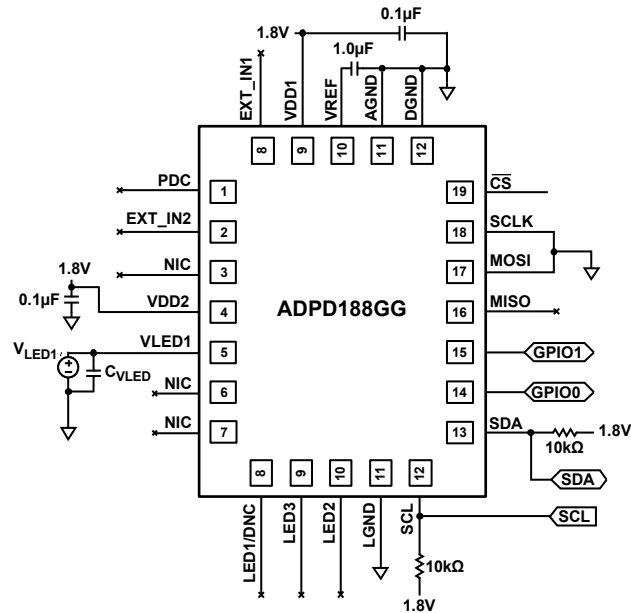 0.1µF
1.8V
1.0µF
EXT_IN1
VDD1
VREF
AGND
DGND
8
9
10
11
12
PDC
1
19
CS
EXT_IN2
2
18
SCLK
NIC
3
17
MOSI
1.8V
0.1µF
VDD2
4
ADPD188GG
16
MISO
VLED1
5
15
GPIO1
VLED1
CVLED
NIC
6
14
GPIO0
NIC
7
13
SDA
1.8V
10kΩ
SDA
8
9
10
11
12
LED1/DNC
LED3
LED2
LGND
SCL
SCL
10kΩ
1.8V